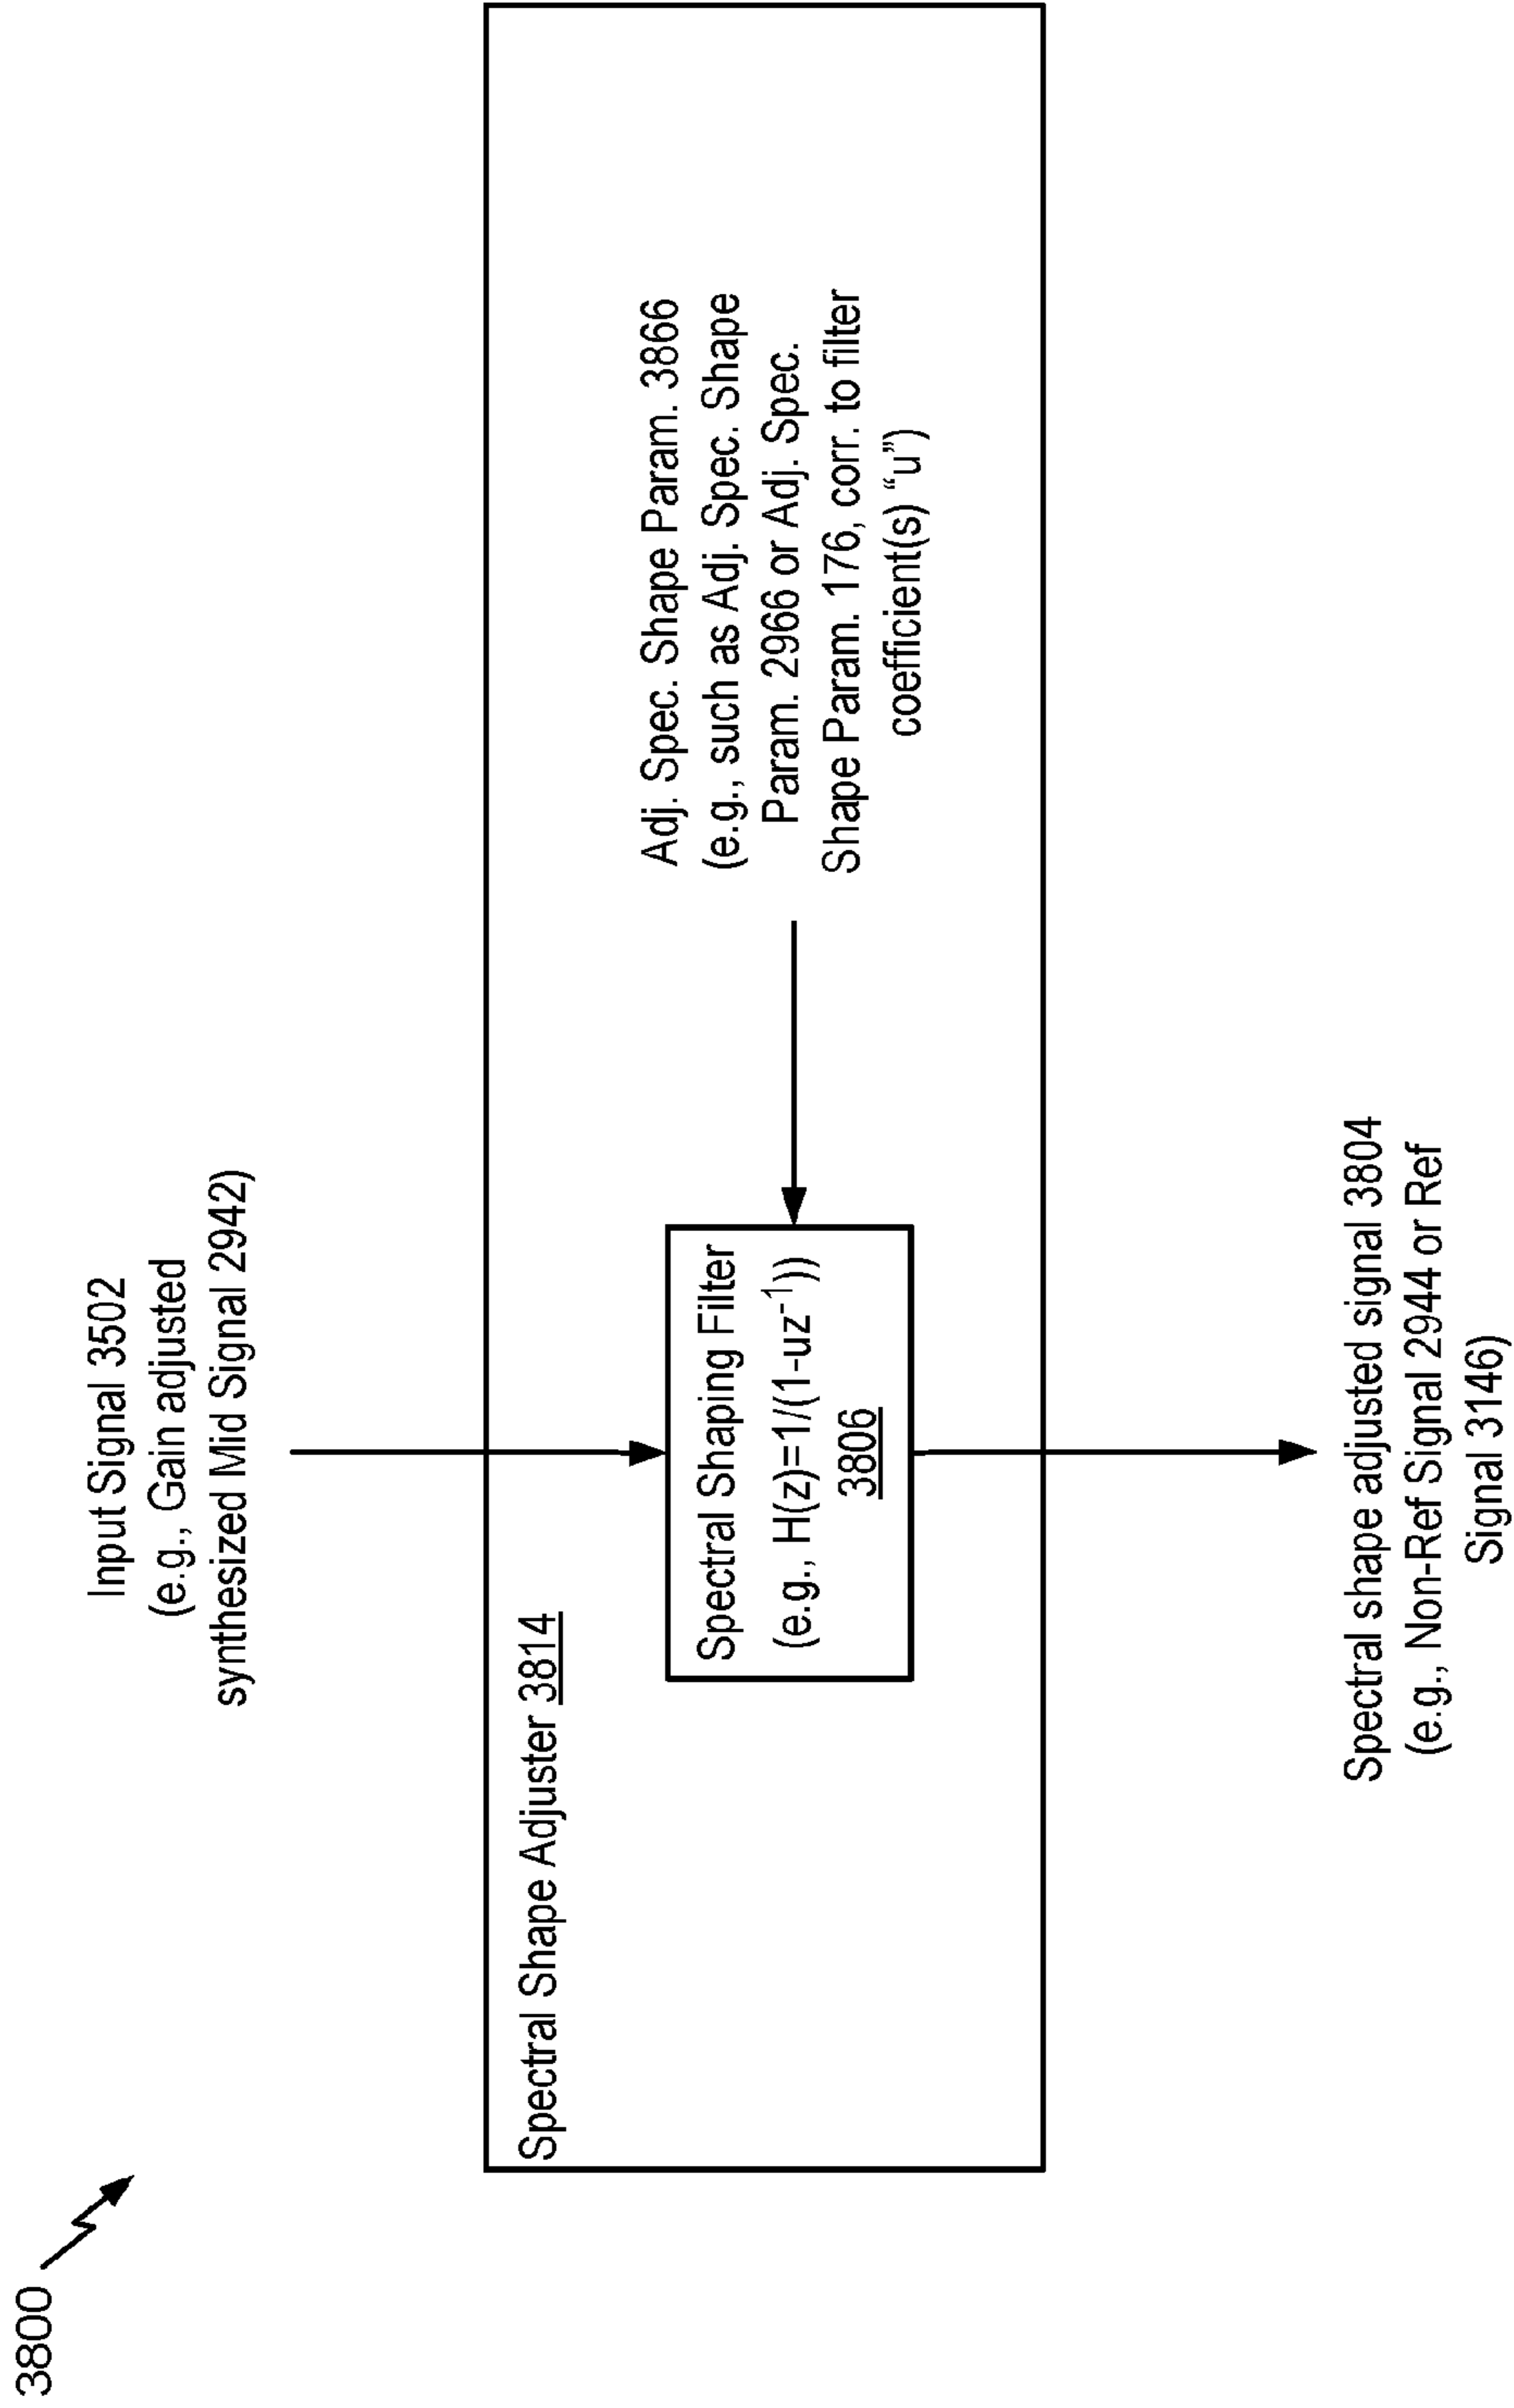 3800
Input Signal 3502
(e.g., Gain adjusted
synthesized Mid Signal 2942)
Spectral Shape Adjuster 3814
Spectral Shaping Filter
(e.g., H(z)=1/(1-uz⁻¹))
3806
Adj. Spec. Shape Param. 3866
(e.g., such as Adj. Spec. Shape
Param. 2966 or Adj. Spec.
Shape Param. 176, corr. to filter
coefficient(s) “u”)
Spectral shape adjusted signal 3804
(e.g., Non-Ref Signal 2944 or Ref
Signal 3146)